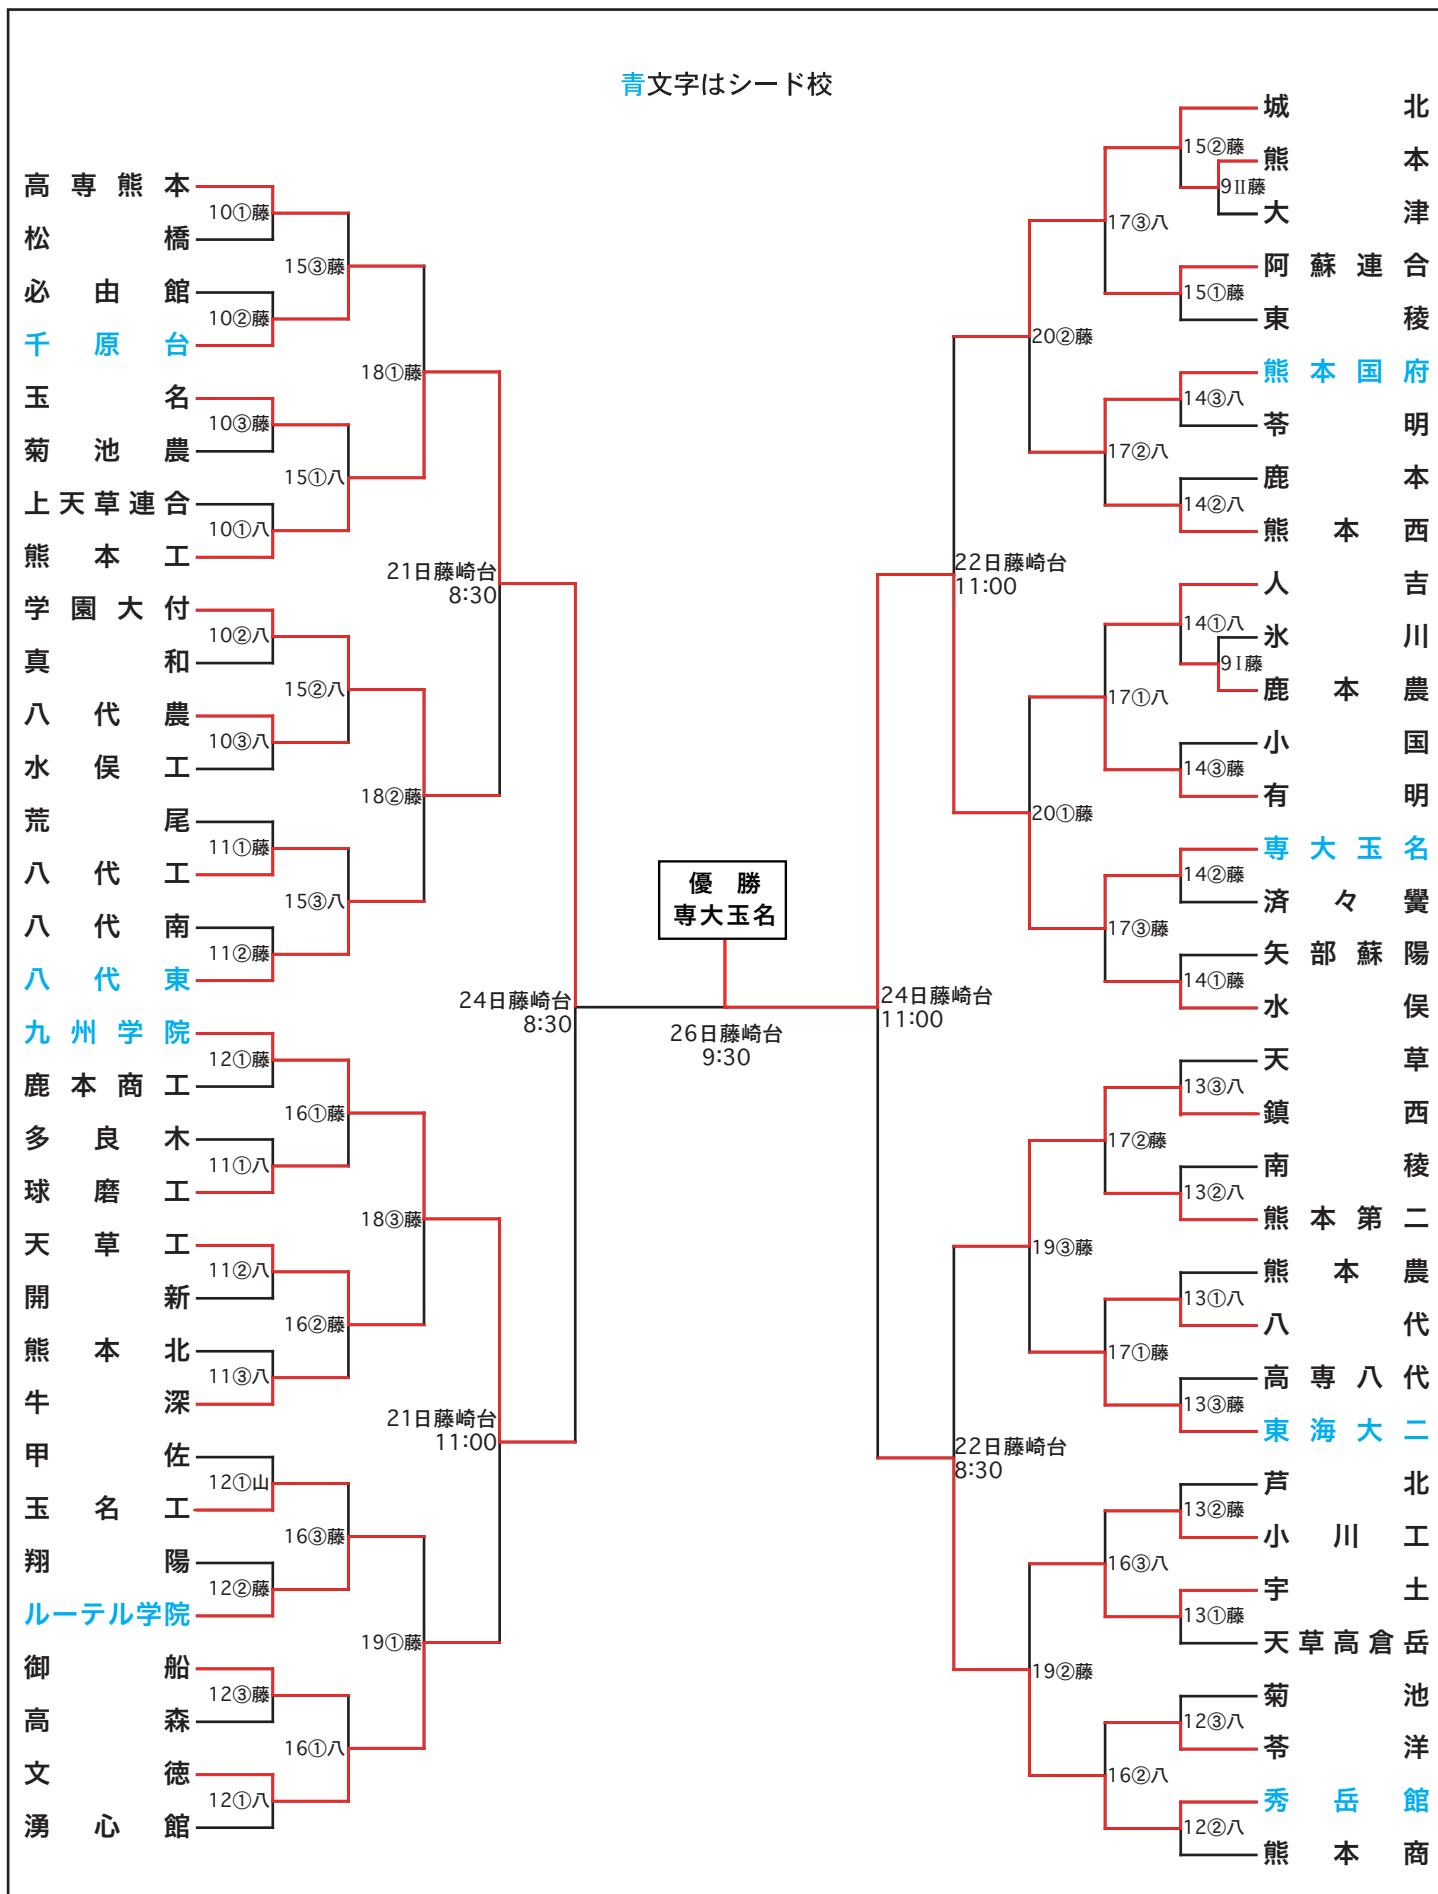 青文字はシード校
高専熊本
松橋
必由館
千原台
玉名
菊池農
上天草連合
熊本工
学園大付
真和
八代農
水俣工
荒尾
八代工
八代南
八代東
九州学院
鹿本商工
多良木
球磨工
天草工
開新
熊本北
牛深
甲佐
玉名工
翔陽
ルーテル学院
御船
高森
文徳
湧心館
10①藤
10②藤
10③藤
10①八
10②八
10③八
11①藤
11②藤
12①藤
11①八
11②八
11③八
12①山
12②藤
12③藤
12①八
15③藤
15①八
15②八
15③八
16①藤
16②藤
16③藤
16①八
18①藤
18②藤
18③藤
19①藤
21日藤崎台
8:30
21日藤崎台
11:00
24日藤崎台
8:30
優勝
専大玉名
26日藤崎台
9:30
24日藤崎台
11:00
22日藤崎台
11:00
22日藤崎台
8:30
20②藤
20①藤
19③藤
19②藤
17③八
17②八
17①八
17③藤
17②藤
17①藤
16③八
16②八
15②藤
9Ⅱ藤
15①藤
14③八
14②八
14①八
9Ⅰ藤
14③藤
14②藤
14①藤
13③八
13②八
13①八
13③藤
13②藤
13①藤
12③八
12②八
城北
熊本
大津
阿蘇連合
東稜
熊本国府
苓明
鹿本
熊本西
人吉
氷川
鹿本農
小国
有明
専大玉名
済々黌
矢部蘇陽
水俣
天草
鎮西
南稜
熊本第二
熊本農
八代
高専八代
東海大二
芦北
小川工
宇土
天草高倉岳
菊池
苓洋
秀岳館
熊本商